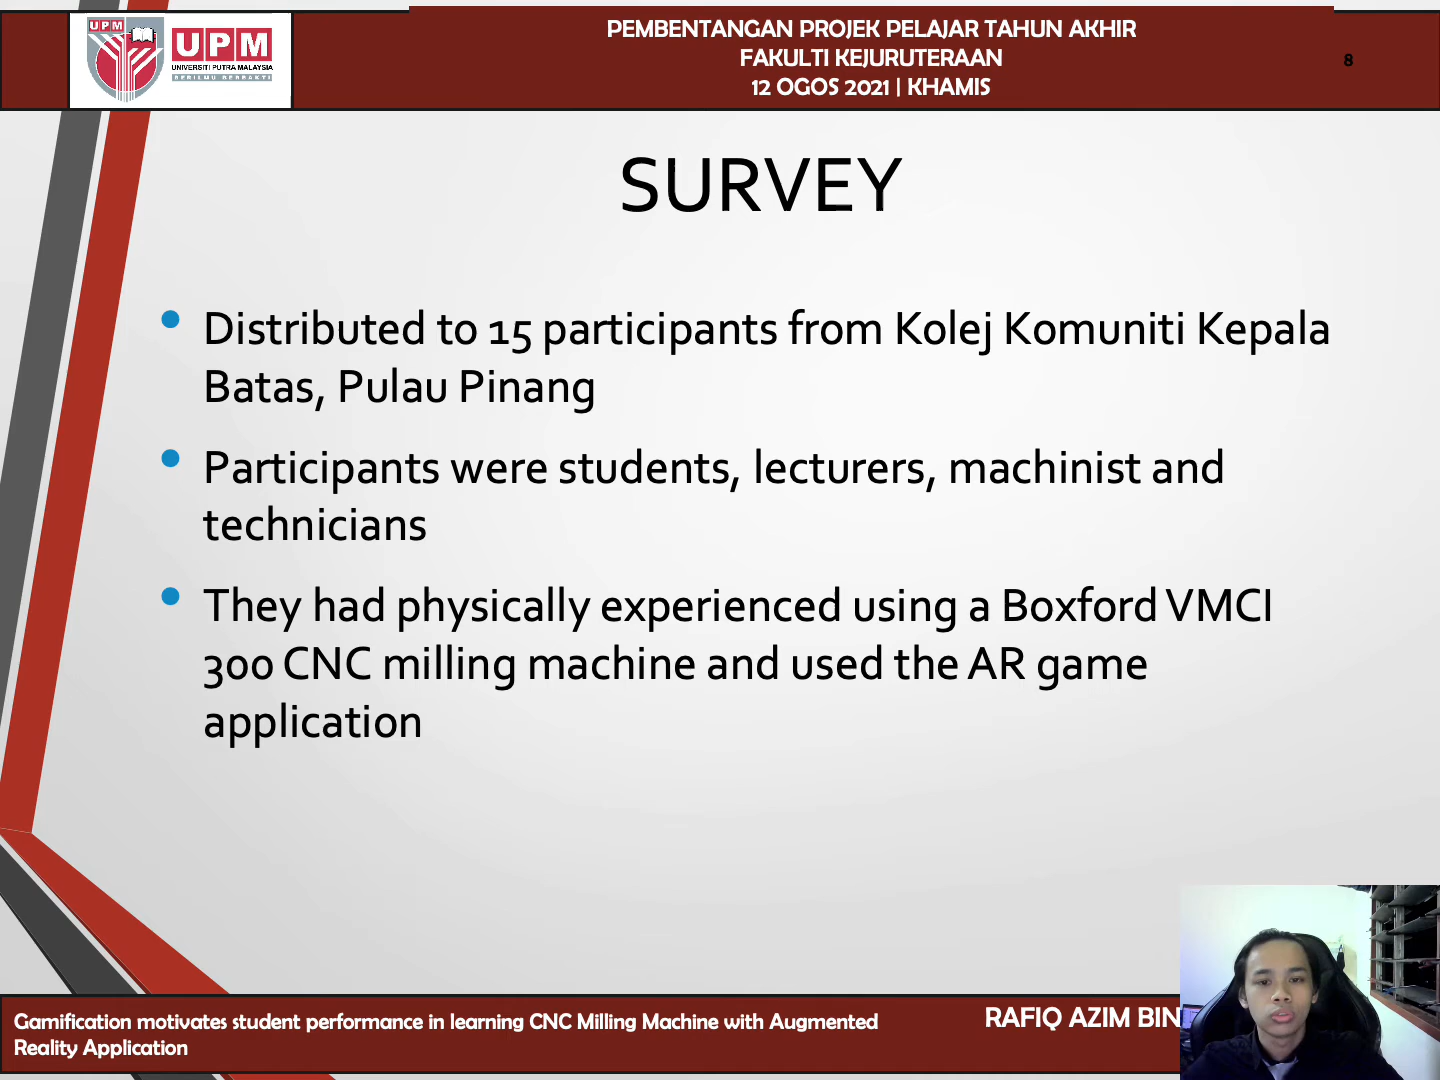 UPM
UPM
UNIVERSITI PUTRA MALAYSIA
BERILMU BERBAKTI
PEMBENTANGAN PROJEK PELAJAR TAHUN AKHIR
FAKULTI KEJURUTERAAN
12 OGOS 2021 | KHAMIS
8
SURVEY
Distributed to 15 participants from Kolej Komuniti Kepala
Batas, Pulau Pinang
Participants were students, lecturers, machinist and
technicians
They had physically experienced using a Boxford VMCI
300 CNC milling machine and used the AR game
application
Gamification motivates student performance in learning CNC Milling Machine with Augmented
Reality Application
RAFIQ AZIM BIN